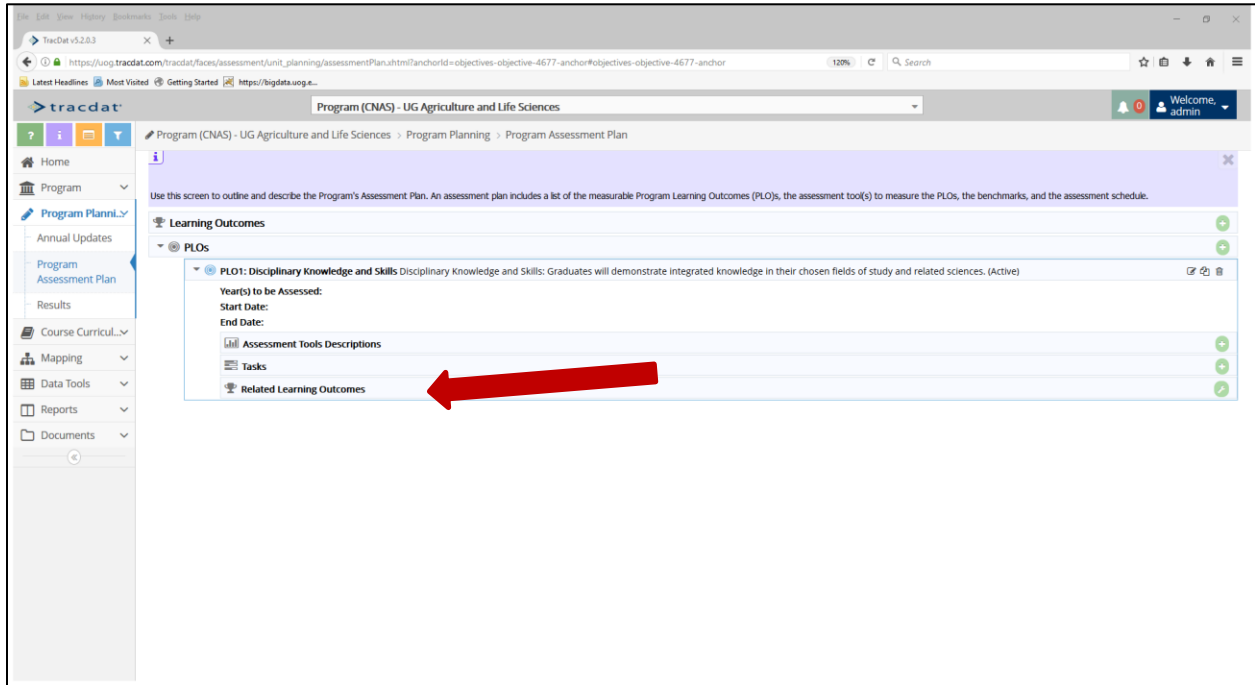 File Edit View History Bookmarks Tools Help
TracDat v5.2.0.3
https://uog.tracdat.com/tracdat/faces/assessment/unit_planning/assessmentPlan.xhtml?anchorId=objectives-objective-4677-anchor#objectives-objective-4677-anchor 120% Search
Latest Headlines Most Visited Getting Started https://bigdata.uog.e...
tracdat Program (CNAS) - UG Agriculture and Life Sciences 0 Welcome, admin
? i Program (CNAS) - UG Agriculture and Life Sciences > Program Planning > Program Assessment Plan
Home
Program
Program Planni...
Annual Updates
Program
Assessment Plan
Results
Course Curricul...
Mapping
Data Tools
Reports
Documents
i
Use this screen to outline and describe the Program's Assessment Plan. An assessment plan includes a list of the measurable Program Learning Outcomes (PLO)s, the assessment tool(s) to measure the PLOs, the benchmarks, and the assessment schedule.
Learning Outcomes
PLOs
PLO1: Disciplinary Knowledge and Skills Disciplinary Knowledge and Skills: Graduates will demonstrate integrated knowledge in their chosen fields of study and related sciences. (Active)
Year(s) to be Assessed:
Start Date:
End Date:
Assessment Tools Descriptions
Tasks
Related Learning Outcomes